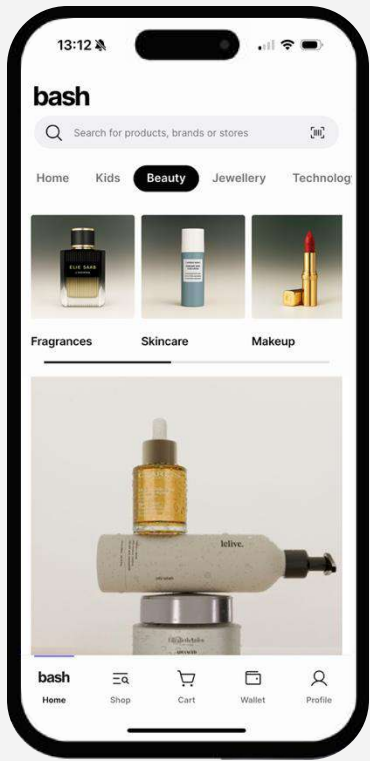 13:12
bash
Search for products, brands or stores
Home Kids Beauty Jewellery Technolog
ELIE SAAB
Fragrances Skincare Makeup
lelive.
bash
Home Shop Cart Wallet Profile